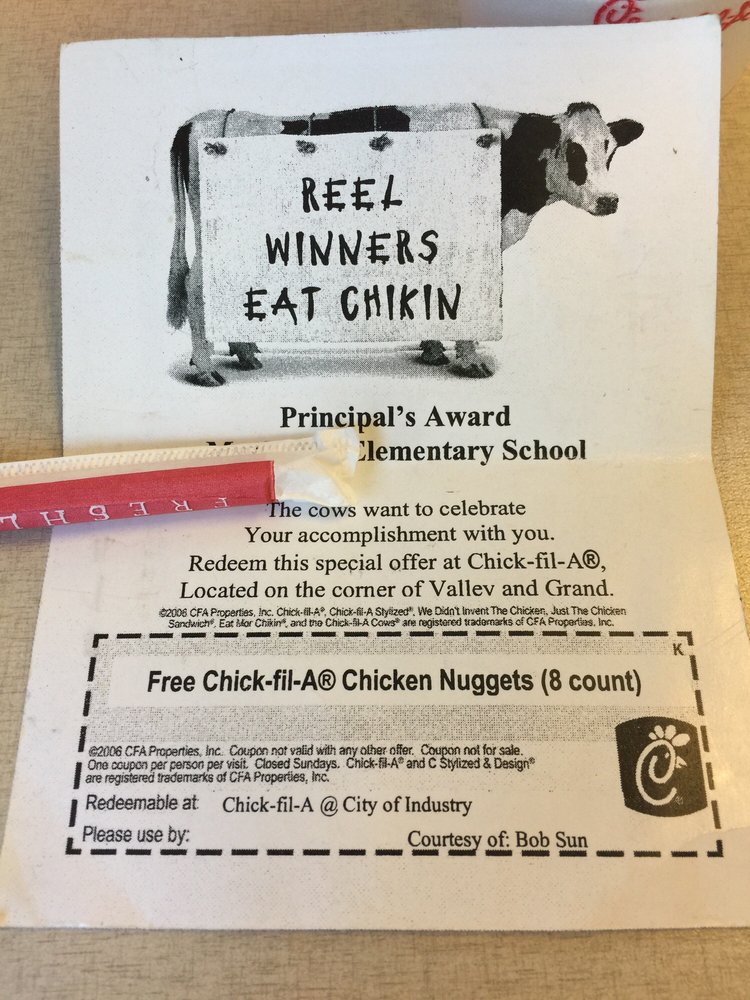 REEL
WINNERS
EAT CHIKIN
Principal's Award
Elementary School
FRESHL
The cows want to celebrate
Your accomplishment with you.
Redeem this special offer at Chick-fil-A®,
Located on the corner of Valley and Grand.
©2006 CFA Properties, Inc. Chick-fil-A®, Chick-fil-A Stylized®, We Didn't Invent The Chicken, Just The Chicken
Sandwich®, Eat Mor Chikin®, and the Chick-fil-A Cows® are registered trademarks of CFA Properties, Inc.
K
Free Chick-fil-A® Chicken Nuggets (8 count)
©2006 CFA Properties, Inc. Coupon not valid with any other offer. Coupon not for sale.
One coupon per person per visit. Closed Sundays. Chick-fil-A® and C Stylized & Design®
are registered trademarks of CFA Properties, Inc.
Redeemable at: Chick-fil-A @ City of Industry
Please use by: Courtesy of: Bob Sun